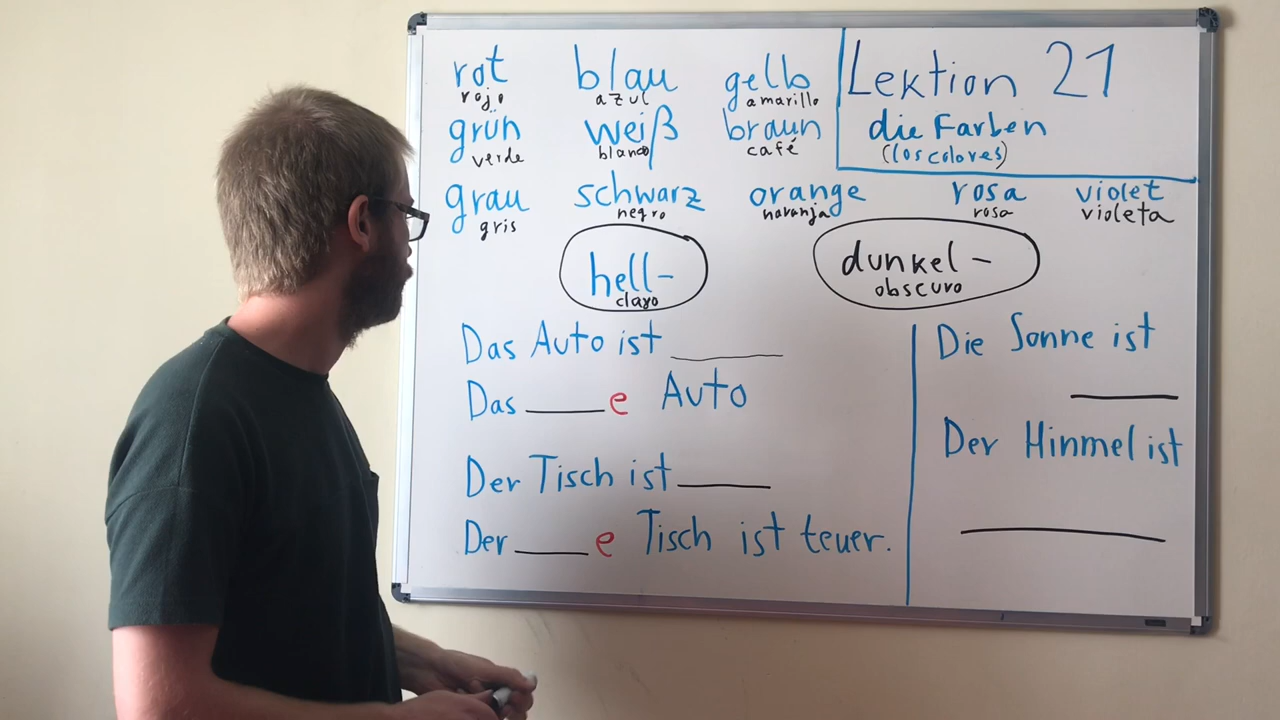 rot blau gelb
rojo azul amarillo
grün weiß braun
verde blanco café
Lektion 21
die Farben
(los colores)
grau schwarz orange rosa violet
gris negro naranja rosa violeta
hell- dunkel-
claro obscuro
Das Auto ist ____
Das ____e Auto
Der Tisch ist ____
Der ____e Tisch ist teuer.
Die Sonne ist
____
Der Hinmel ist
____